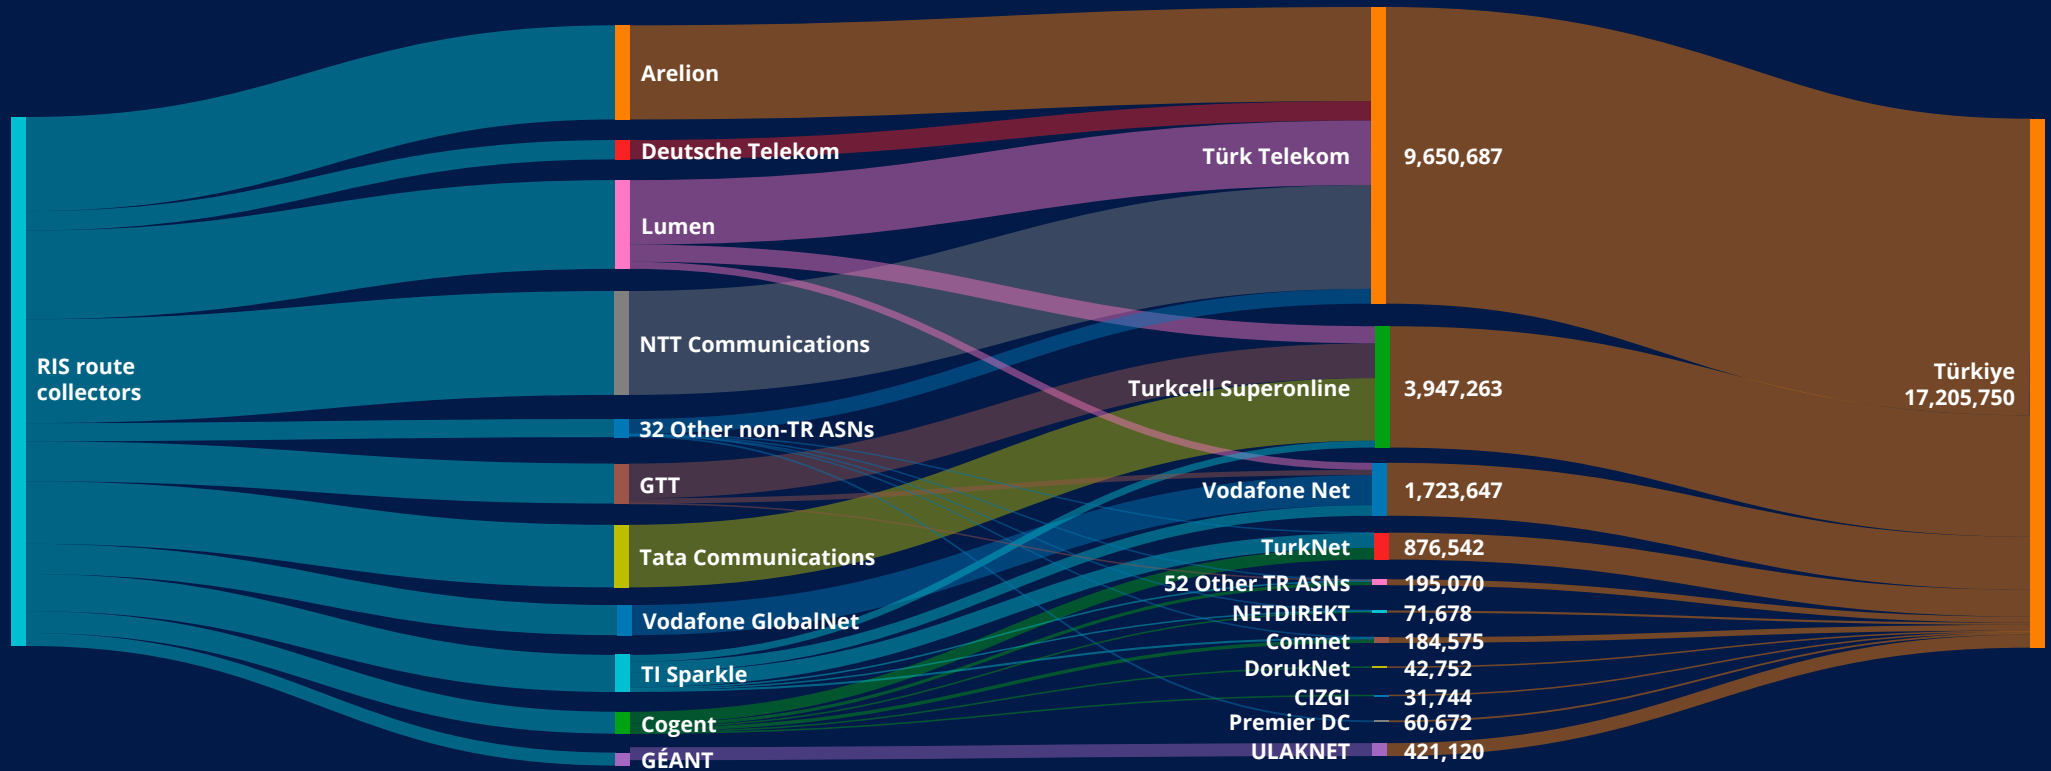 RIS route
collectors
Arelion
Deutsche Telekom
Lumen
NTT Communications
32 Other non-TR ASNs
GTT
Tata Communications
Vodafone GlobalNet
TI Sparkle
Cogent
GÉANT
Türk Telekom 9,650,687
Turkcell Superonline 3,947,263
Vodafone Net 1,723,647
TurkNet 876,542
52 Other TR ASNs 195,070
NETDIREKT 71,678
Comnet 184,575
DorukNet 42,752
CIZGI 31,744
Premier DC 60,672
ULAKNET 421,120
Türkiye
17,205,750